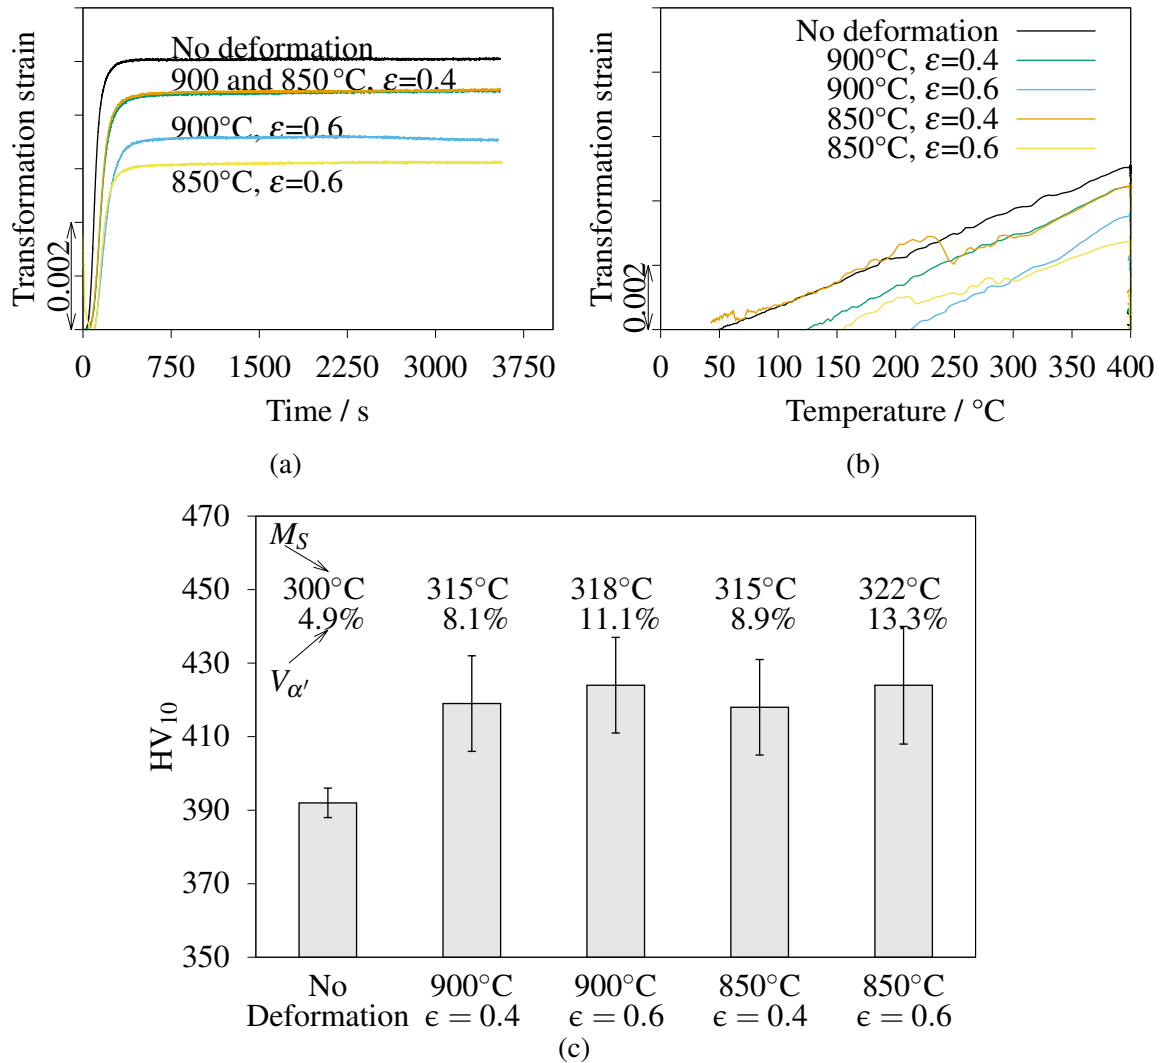 Transformation strain
0.002
No deformation
900 and 850°C, ε=0.4
900°C, ε=0.6
850°C, ε=0.6
0 750 1500 2250 3000 3750
Time / s
(a)
Transformation strain
0.002
No deformation
900°C, ε=0.4
900°C, ε=0.6
850°C, ε=0.4
850°C, ε=0.6
0 50 100 150 200 250 300 350 400
Temperature / °C
(b)
HV10
470
450
430
410
390
370
350
MS
300°C 315°C 318°C 315°C 322°C
4.9% 8.1% 11.1% 8.9% 13.3%
Vα′
No 900°C 900°C 850°C 850°C
Deformation ϵ = 0.4 ϵ = 0.6 ϵ = 0.4 ϵ = 0.6
(c)